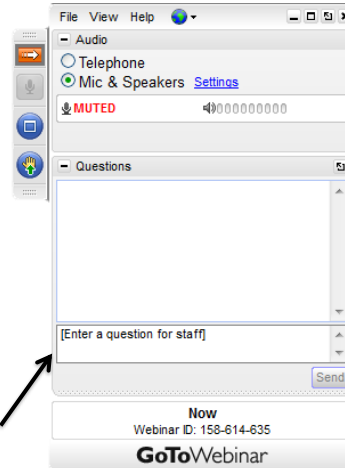 File View Help
Audio
Telephone
Mic & Speakers Settings
MUTED 000000000
Questions
[Enter a question for staff]
Send
Now
Webinar ID: 158-614-635
GoToWebinar